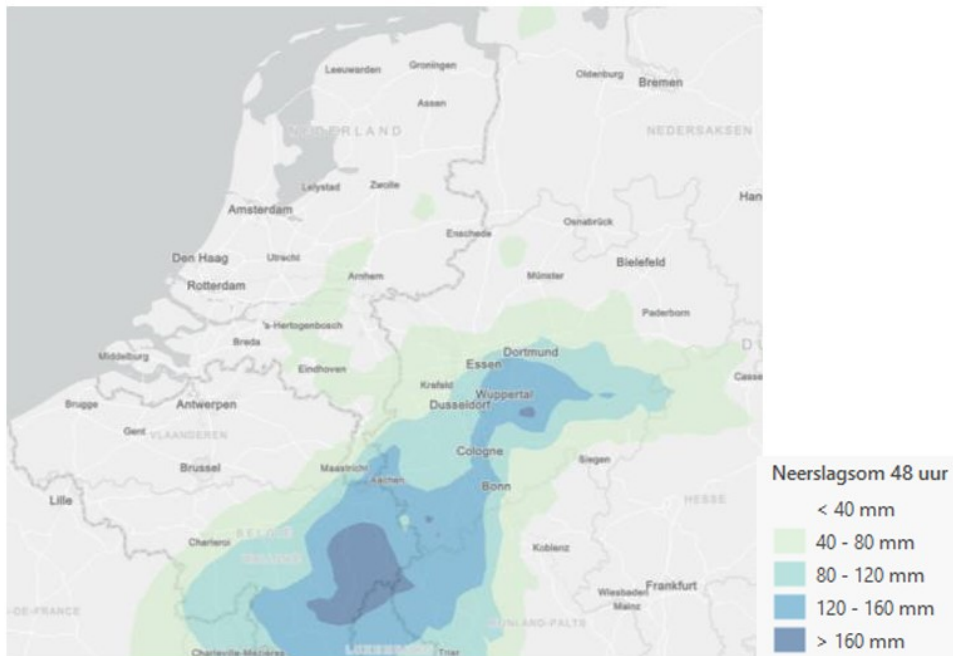 Leeuwarden
Groningen
Oldenburg
Bremen
Assen
NEDERLAND
NEDERSAKSEN
Lelystad
Zwolle
Amsterdam
Enschede
Osnabrück
Den Haag
Utrecht
Bielefeld
Arnhem
Münster
Rotterdam
's-Hertogenbosch
Paderborn
Breda
Middelburg
Dortmund
Essen
Eindhoven
Krefeld
Wuppertal
Brugge
Antwerpen
Dusseldorf
Gent
VLAANDEREN
Cologne
Siegen
Brussel
Maastricht
Aachen
Bonn
Lille
HESSE
BELGIË
Charleroi
Koblenz
Wiesbaden
Frankfurt
Mainz
Charleville-Mézières
Trier
Neerslagsom 48 uur
< 40 mm
40 - 80 mm
80 - 120 mm
120 - 160 mm
> 160 mm